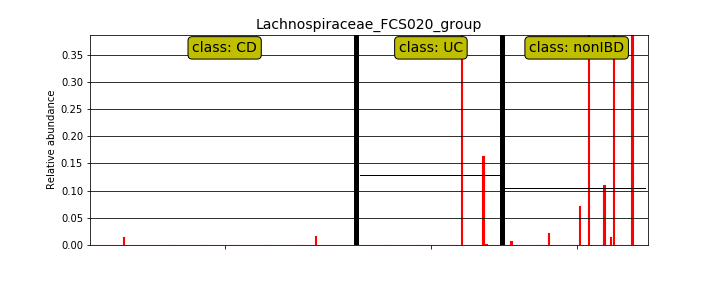 Lachnospiraceae_FCS020_group
class: CD
class: UC
class: nonIBD
Relative abundance
0.35
0.30
0.25
0.20
0.15
0.10
0.05
0.00